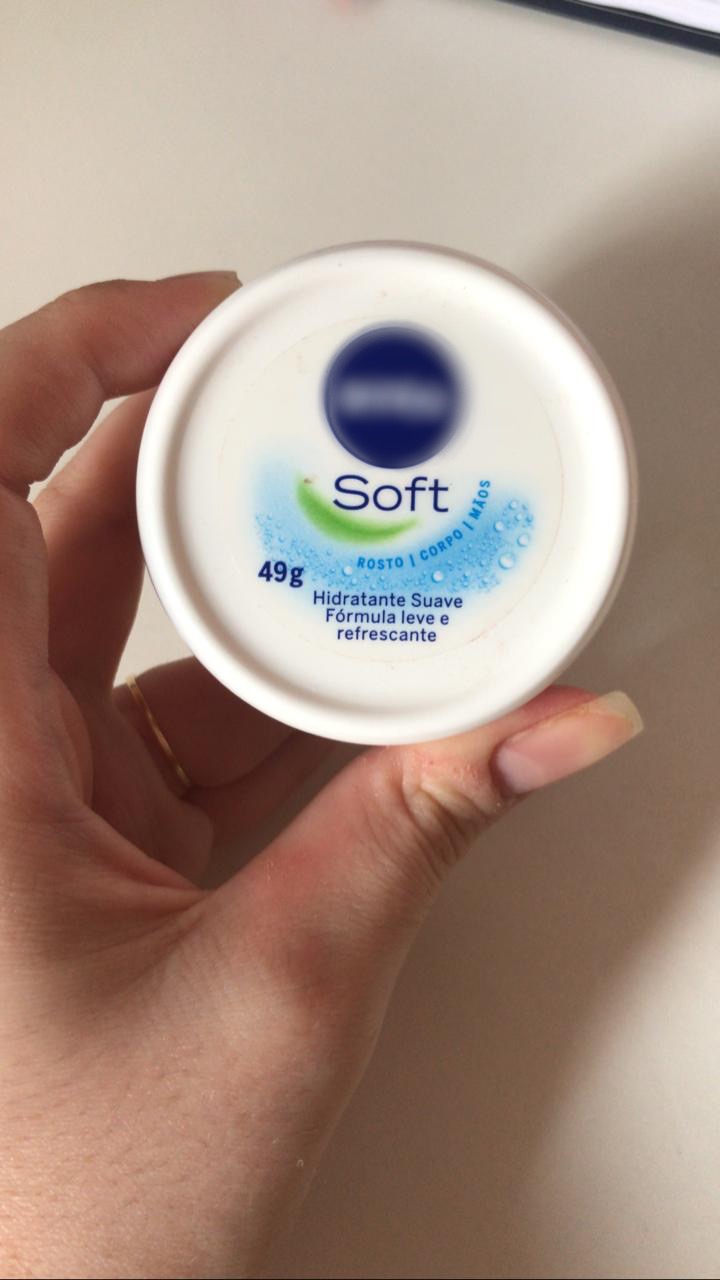 Soft
ROSTO | CORPO | MÃOS
49g
Hidratante Suave
Fórmula leve e
refrescante